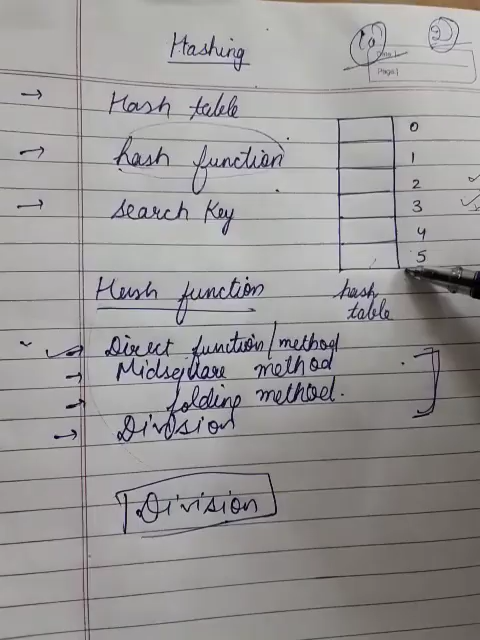 Hashing
Page
→ Hash table
→ hash function
→ Search Key
0
1
2
3
4
5
hash
table
Hash function
→ Direct function/method
→ Midsquare method
→ folding method.
→ Division
Division